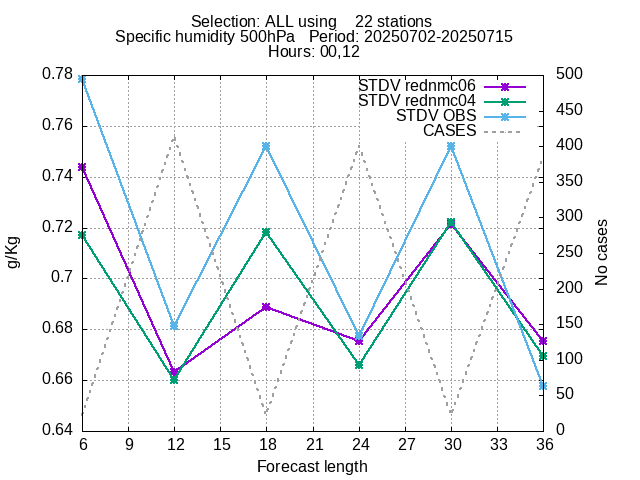 Selection: ALL using    22 stations
Specific humidity 500hPa   Period: 20250702-20250715
Hours: 00,12
STDV rednmc06
STDV rednmc04
STDV OBS
CASES
g/Kg
0.78
0.76
0.74
0.72
0.7
0.68
0.66
0.64
500
450
400
350
300
250
200
150
100
50
0
No cases
6 9 12 15 18 21 24 27 30 33 36
Forecast length